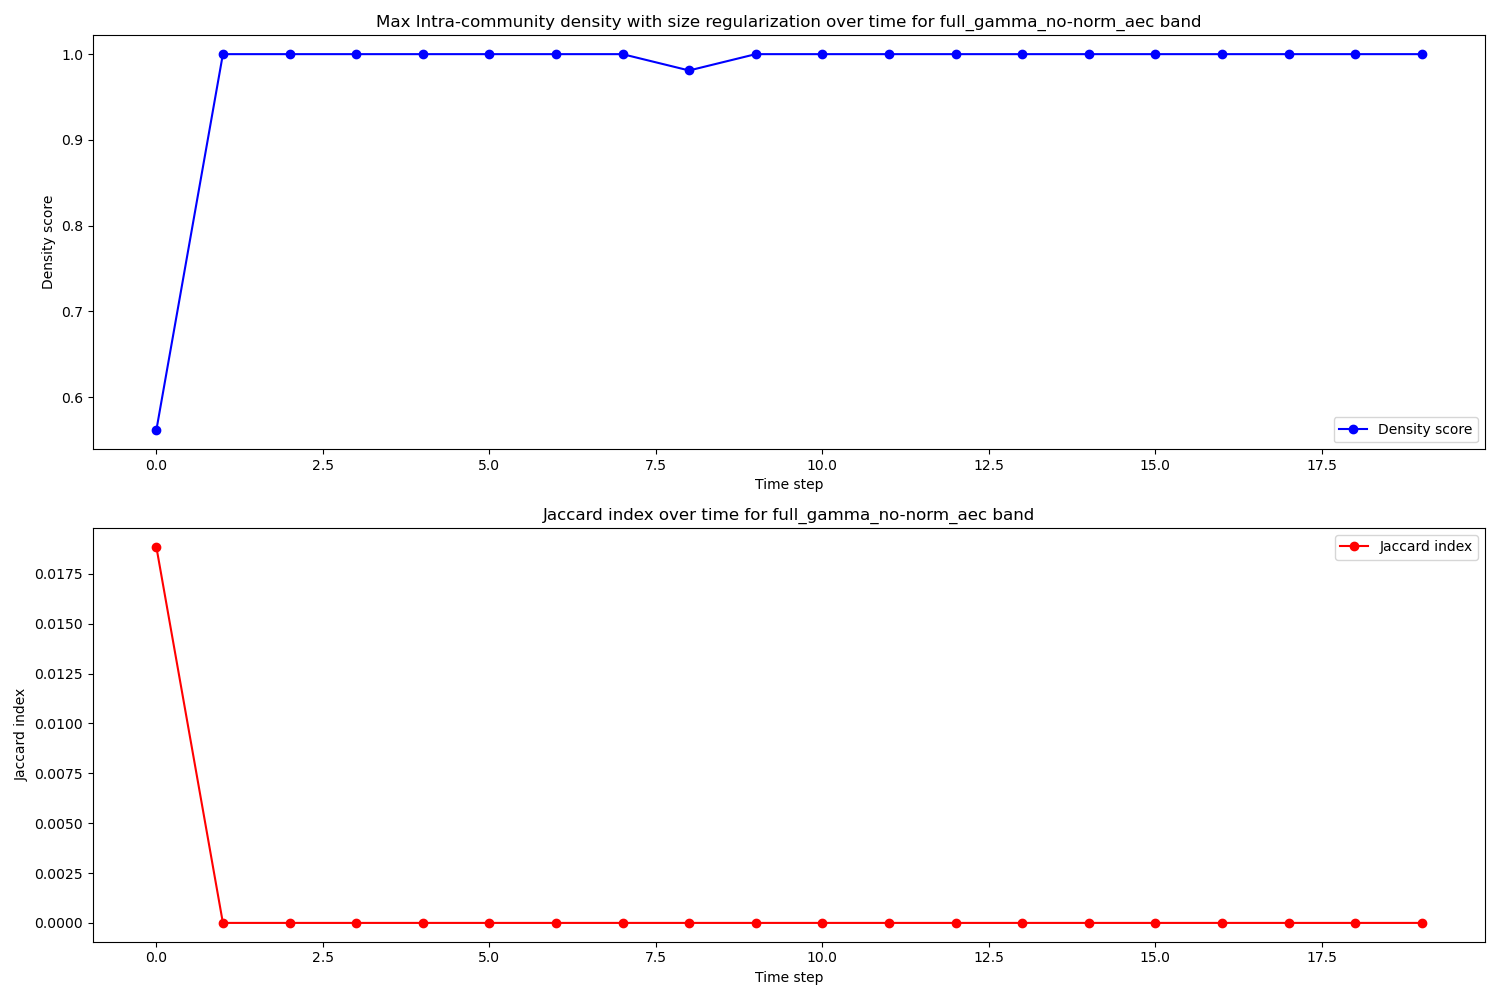 Max Intra-community density with size regularization over time for full_gamma_no-norm_aec band
1.0
0.9
0.8
0.7
0.6
Density score
Density score
0.0 2.5 5.0 7.5 10.0 12.5 15.0 17.5
Time step
Jaccard index over time for full_gamma_no-norm_aec band
Jaccard index
0.0175
0.0150
0.0125
0.0100
0.0075
0.0050
0.0025
0.0000
Jaccard index
0.0 2.5 5.0 7.5 10.0 12.5 15.0 17.5
Time step